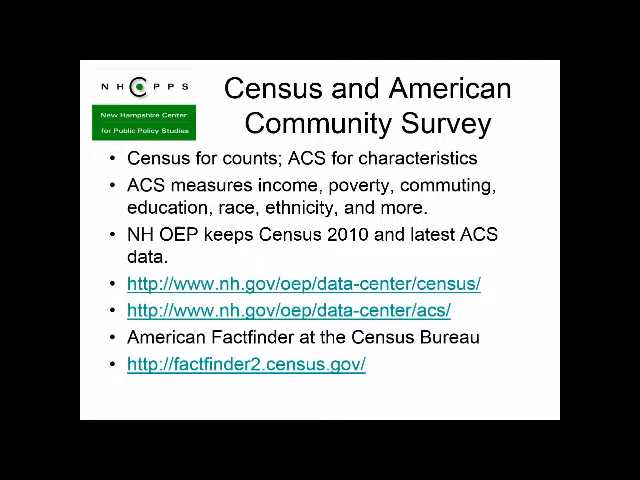 NHCPPS
New Hampshire Center
for Public Policy Studies
Census and American
Community Survey
• Census for counts; ACS for characteristics
• ACS measures income, poverty, commuting,
education, race, ethnicity, and more.
• NH OEP keeps Census 2010 and latest ACS
data.
• http://www.nh.gov/oep/data-center/census/
• http://www.nh.gov/oep/data-center/acs/
• American Factfinder at the Census Bureau
• http://factfinder2.census.gov/